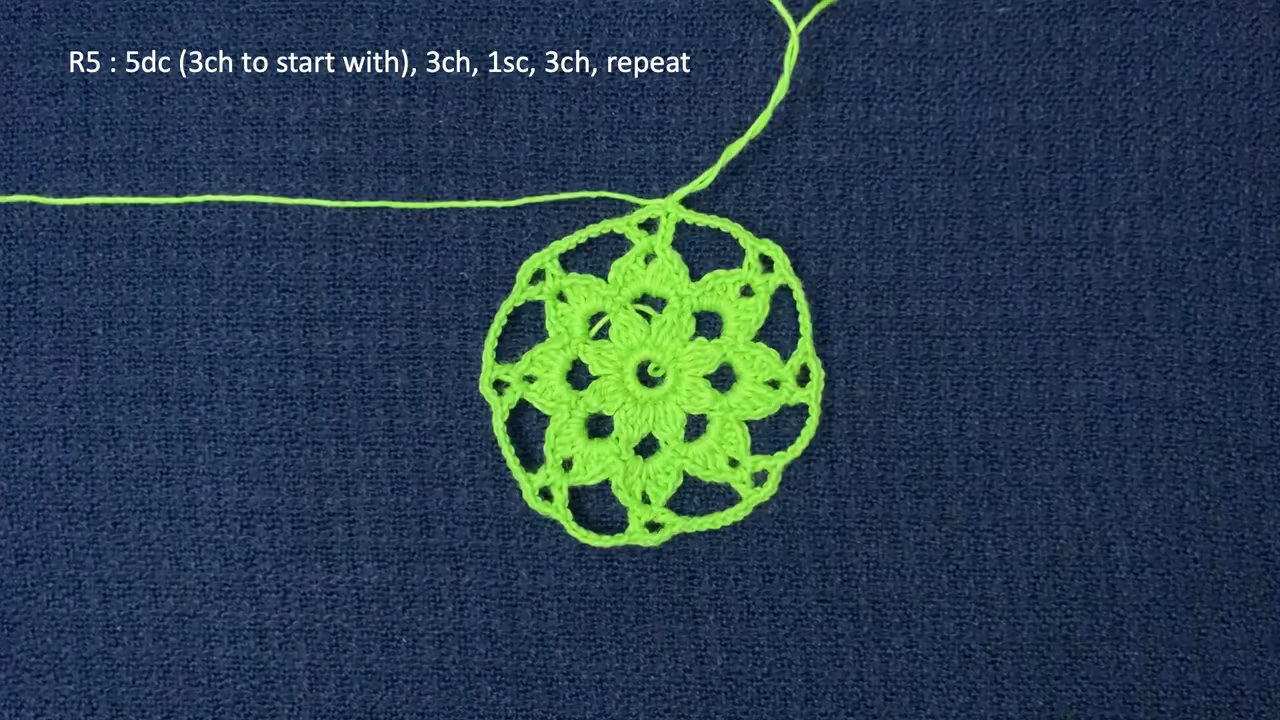 R5 : 5dc (3ch to start with), 3ch, 1sc, 3ch, repeat